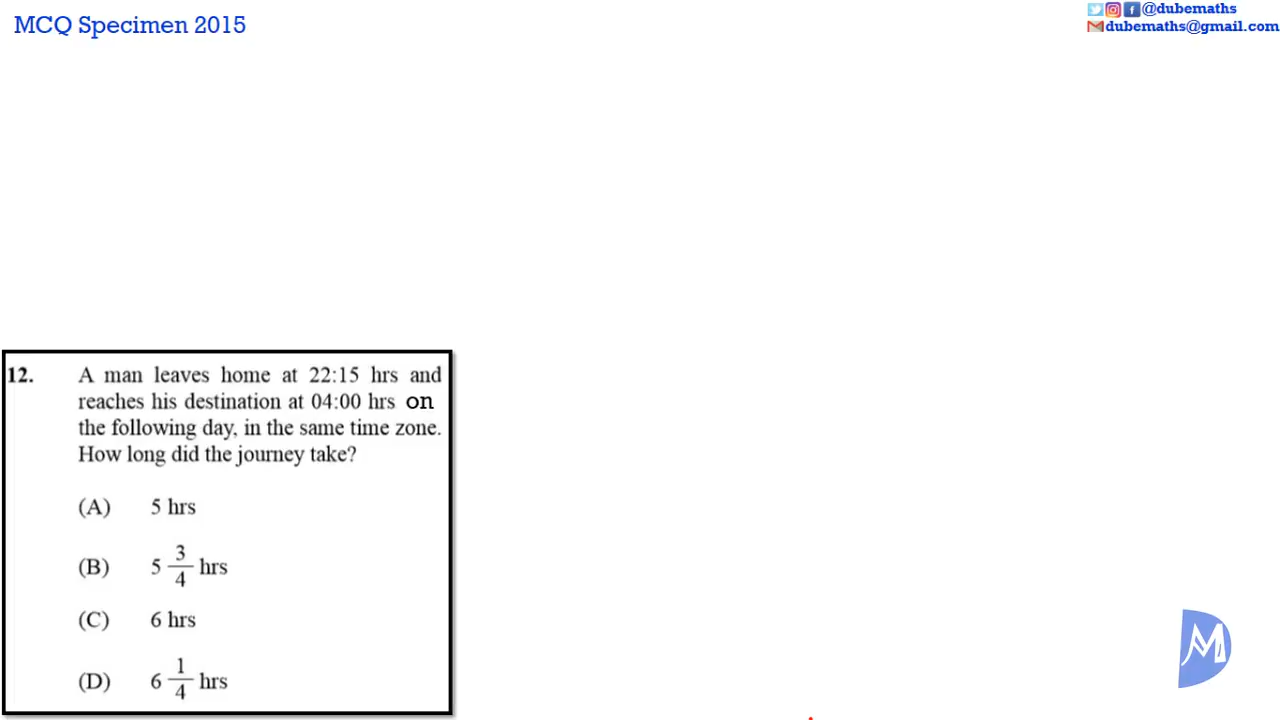 MCQ Specimen 2015
@dubemaths
dubemaths@gmail.com
12. A man leaves home at 22:15 hrs and
reaches his destination at 04:00 hrs on
the following day, in the same time zone.
How long did the journey take?
(A) 5 hrs
(B) 5 3/4 hrs
(C) 6 hrs
(D) 6 1/4 hrs
M